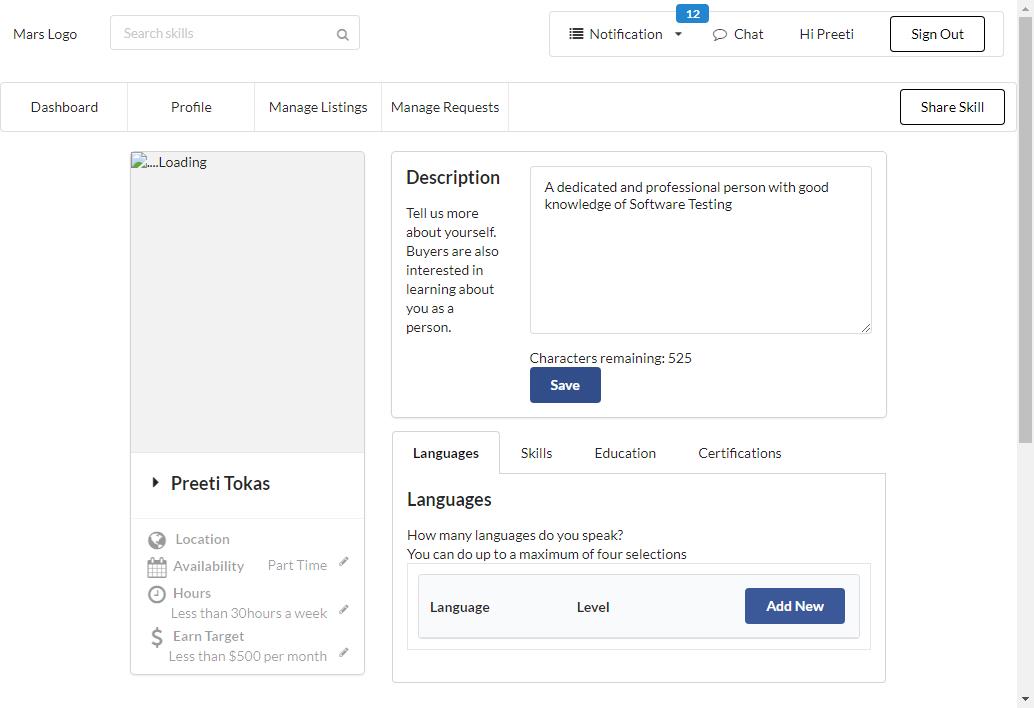 Mars Logo
Search skills
12
Notification
Chat
Hi Preeti
Sign Out
Dashboard
Profile
Manage Listings
Manage Requests
Share Skill
....Loading
Preeti Tokas
Location
Availability
Part Time
Hours
Less than 30hours a week
Earn Target
Less than $500 per month
Description
Tell us more
about yourself.
Buyers are also
interested in
learning about
you as a
person.
A dedicated and professional person with good
knowledge of Software Testing
Characters remaining: 525
Save
Languages
Skills
Education
Certifications
Languages
How many languages do you speak?
You can do up to a maximum of four selections
Language
Level
Add New